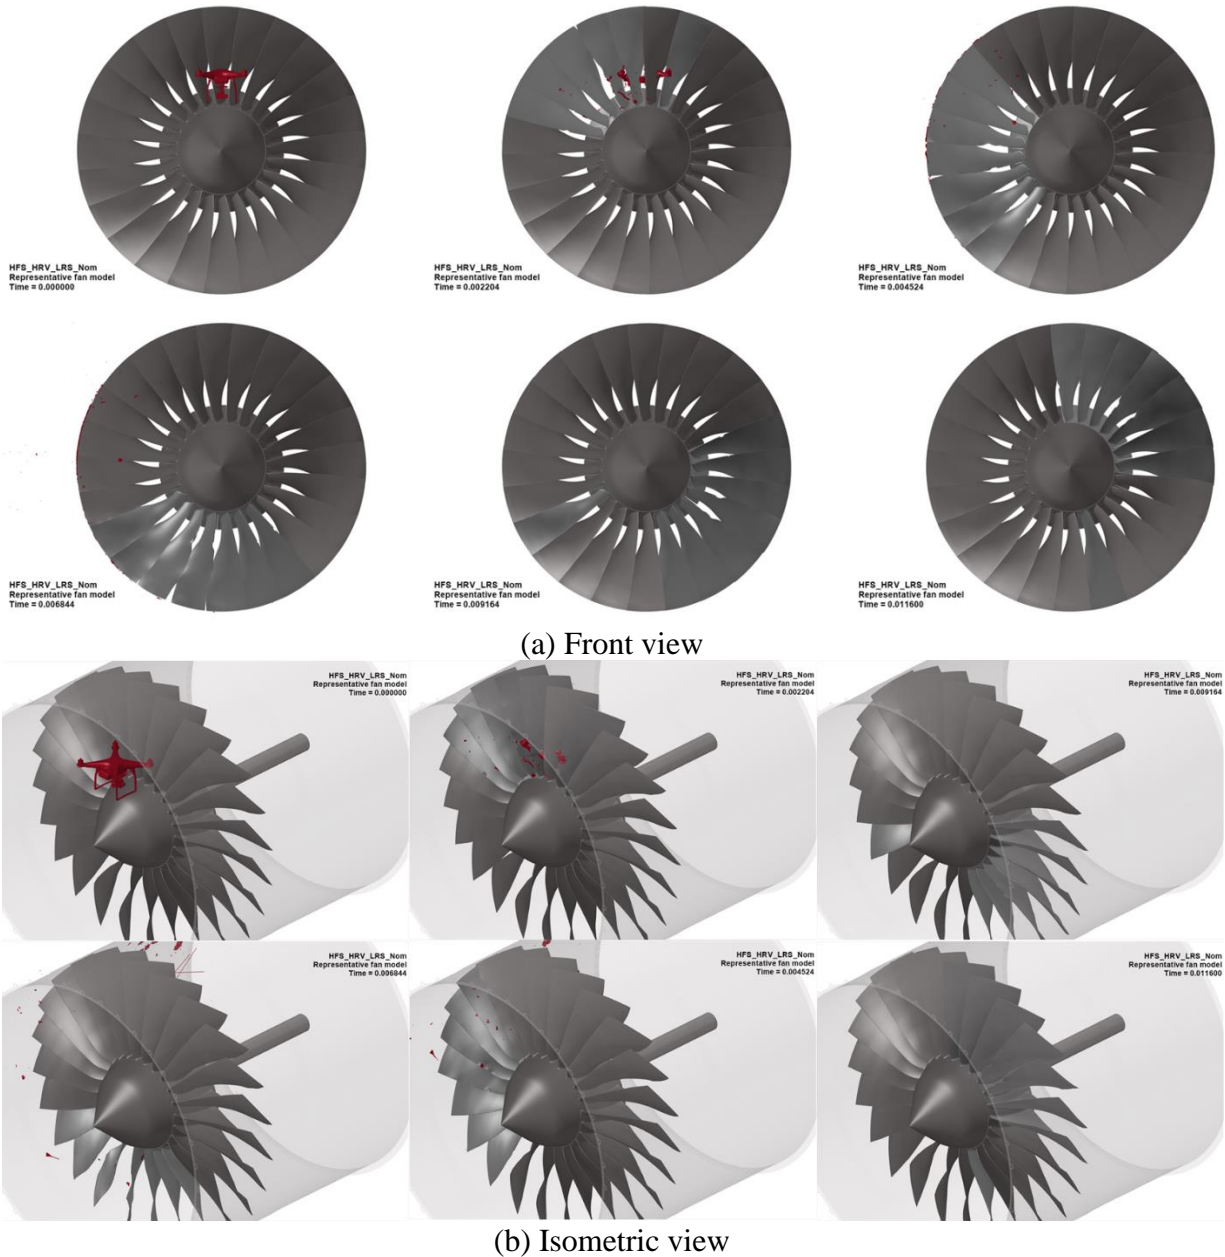 HFS_HRV_LRS_Nom
Representative fan model
Time = 0.000000
HFS_HRV_LRS_Nom
Representative fan model
Time = 0.002204
HFS_HRV_LRS_Nom
Representative fan model
Time = 0.004524
HFS_HRV_LRS_Nom
Representative fan model
Time = 0.006844
HFS_HRV_LRS_Nom
Representative fan model
Time = 0.009164
HFS_HRV_LRS_Nom
Representative fan model
Time = 0.011600
(a) Front view
HFS_HRV_LRS_Nom
Representative fan model
Time = 0.000000
HFS_HRV_LRS_Nom
Representative fan model
Time = 0.002204
HFS_HRV_LRS_Nom
Representative fan model
Time = 0.009164
HFS_HRV_LRS_Nom
Representative fan model
Time = 0.006844
HFS_HRV_LRS_Nom
Representative fan model
Time = 0.004524
HFS_HRV_LRS_Nom
Representative fan model
Time = 0.011600
(b) Isometric view